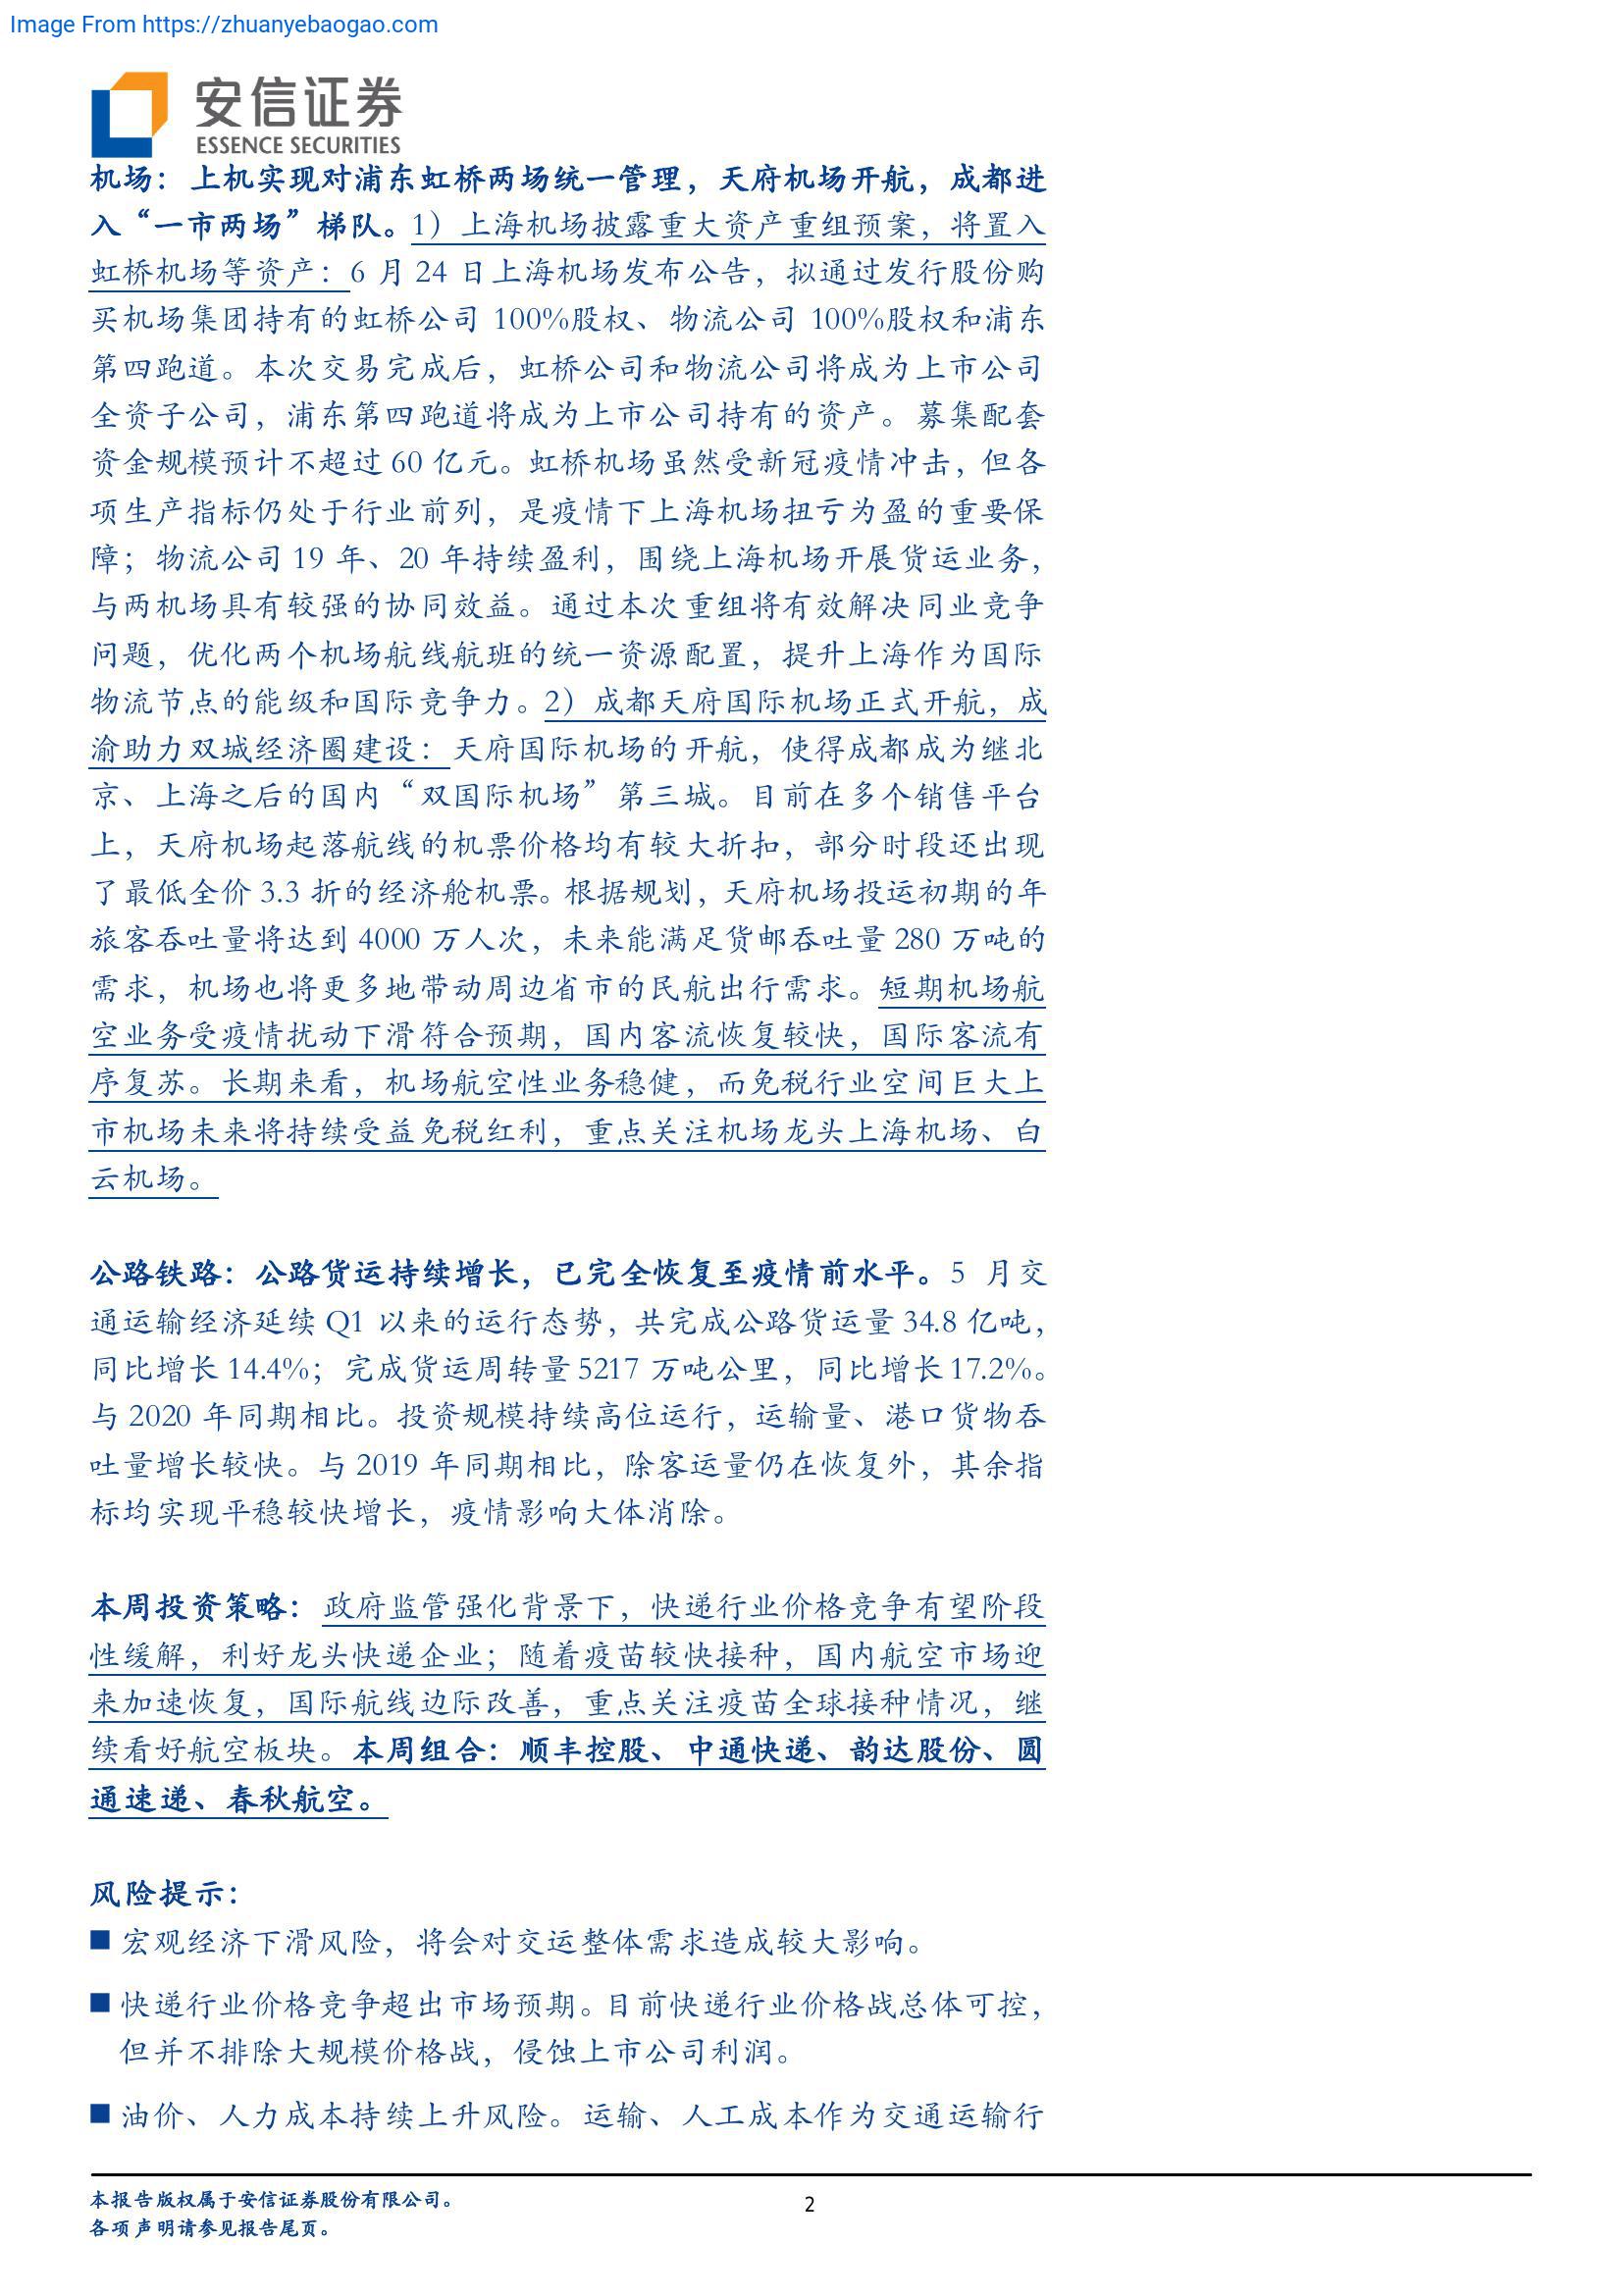 Image From https://zhuanyebaogao.com
安信证券
ESSENCE SECURITIES
机场：上机实现对浦东虹桥两场统一管理，天府机场开航，成都进
入“一市两场”梯队。1）上海机场披露重大资产重组预案，将置入
虹桥机场等资产：6 月 24 日上海机场发布公告，拟通过发行股份购
买机场集团持有的虹桥公司 100%股权、物流公司 100%股权和浦东
第四跑道。本次交易完成后，虹桥公司和物流公司将成为上市公司
全资子公司，浦东第四跑道将成为上市公司持有的资产。募集配套
资金规模预计不超过 60 亿元。虹桥机场虽然受新冠疫情冲击，但各
项生产指标仍处于行业前列，是疫情下上海机场扭亏为盈的重要保
障；物流公司 19 年、20 年持续盈利，围绕上海机场开展货运业务，
与两机场具有较强的协同效益。通过本次重组将有效解决同业竞争
问题，优化两个机场航线航班的统一资源配置，提升上海作为国际
物流节点的能级和国际竞争力。2）成都天府国际机场正式开航，成
渝助力双城经济圈建设：天府国际机场的开航，使得成都成为继北
京、上海之后的国内“双国际机场”第三城。目前在多个销售平台
上，天府机场起落航线的机票价格均有较大折扣，部分时段还出现
了最低全价 3.3 折的经济舱机票。根据规划，天府机场投运初期的年
旅客吞吐量将达到 4000 万人次，未来能满足货邮吞吐量 280 万吨的
需求，机场也将更多地带动周边省市的民航出行需求。短期机场航
空业务受疫情扰动下滑符合预期，国内客流恢复较快，国际客流有
序复苏。长期来看，机场航空性业务稳健，而免税行业空间巨大上
市机场未来将持续受益免税红利，重点关注机场龙头上海机场、白
云机场。
公路铁路：公路货运持续增长，已完全恢复至疫情前水平。5 月交
通运输经济延续 Q1 以来的运行态势，共完成公路货运量 34.8 亿吨，
同比增长 14.4%；完成货运周转量 5217 万吨公里，同比增长 17.2%。
与 2020 年同期相比。投资规模持续高位运行，运输量、港口货物吞
吐量增长较快。与 2019 年同期相比，除客运量仍在恢复外，其余指
标均实现平稳较快增长，疫情影响大体消除。
本周投资策略：政府监管强化背景下，快递行业价格竞争有望阶段
性缓解，利好龙头快递企业；随着疫苗较快接种，国内航空市场迎
来加速恢复，国际航线边际改善，重点关注疫苗全球接种情况，继
续看好航空板块。本周组合：顺丰控股、中通快递、韵达股份、圆
通速递、春秋航空。
风险提示：
■ 宏观经济下滑风险，将会对交运整体需求造成较大影响。
■ 快递行业价格竞争超出市场预期。目前快递行业价格战总体可控，
但并不排除大规模价格战，侵蚀上市公司利润。
■ 油价、人力成本持续上升风险。运输、人工成本作为交通运输行
本报告版权属于安信证券股份有限公司。
2
各项声明请参见报告尾页。